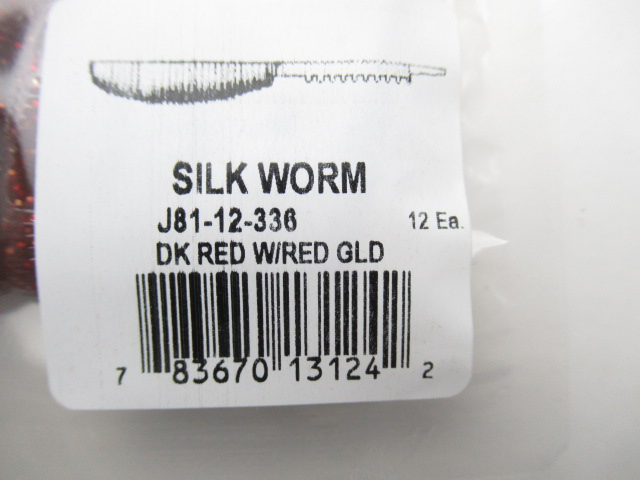 SILK WORM
J81-12-336 12 Ea.
DK RED W/RED GLD
7 83670 13124 2